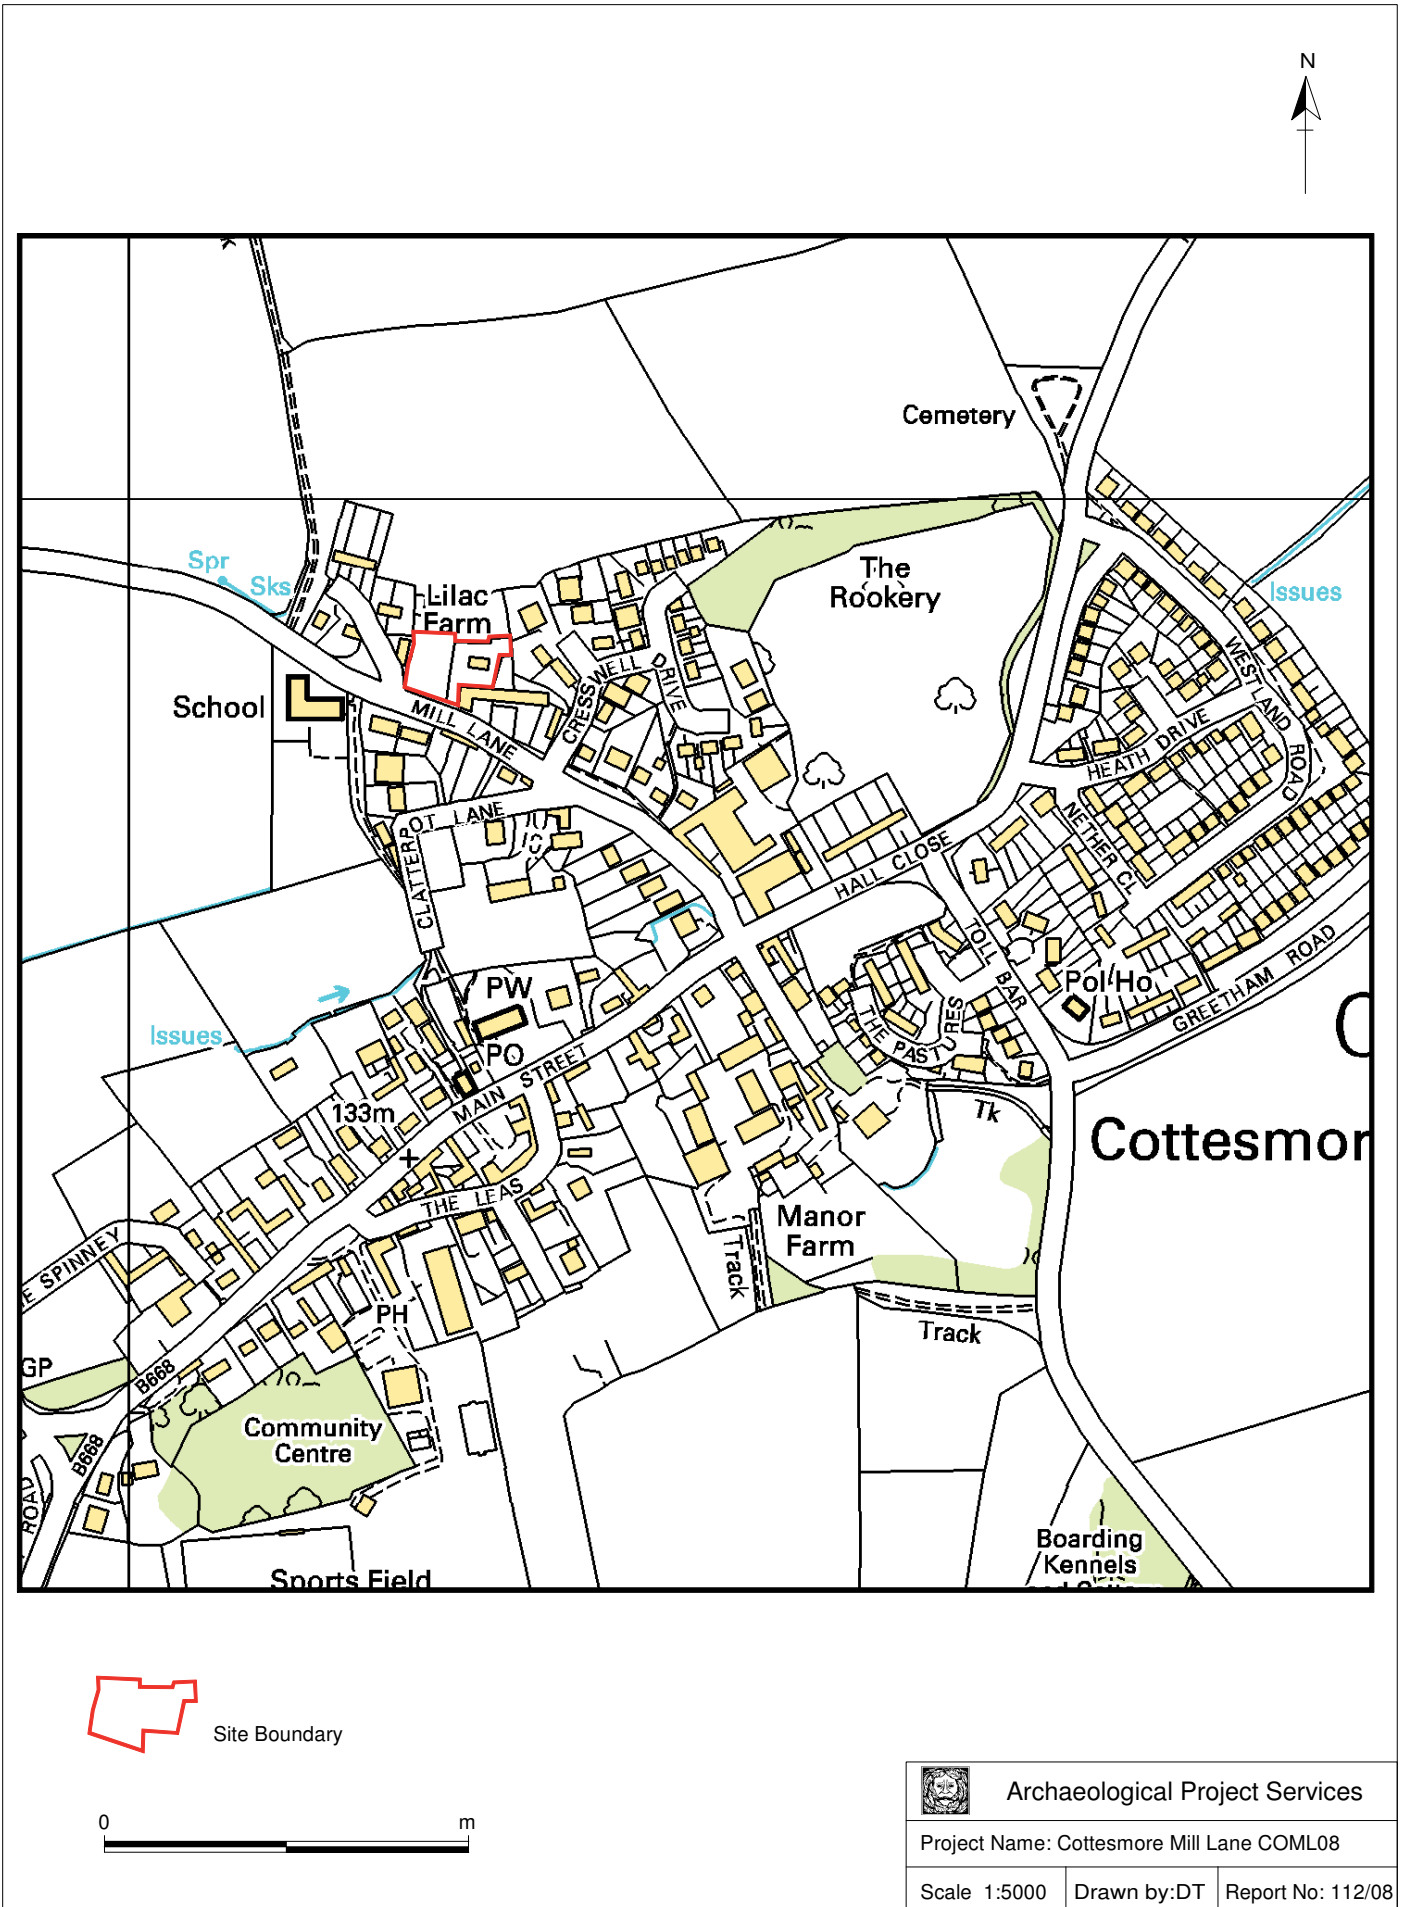 N
Cemetery
Spr
Sks
Lilac
Farm
The
Rookery
Issues
School
MILL LANE
CRESSWELL DRIVE
WESTLAND ROAD
HEATH DRIVE
NETHER CL
CLATTERPOT LANE
HALL CLOSE
TOLL BAR
GREETHAM ROAD
PW
Pol Ho
THE PASTURES
Issues
PO
MAIN STREET
133m
Tk
Cottesmor
THE LEAS
Manor
Farm
Track
E SPINNEY
PH
Track
GP
B668
Community
Centre
B668
ROAD
Boarding
Kennels
Sports Field
Site Boundary
0 m
Archaeological Project Services
Project Name: Cottesmore Mill Lane COML08
Scale 1:5000 Drawn by:DT Report No: 112/08